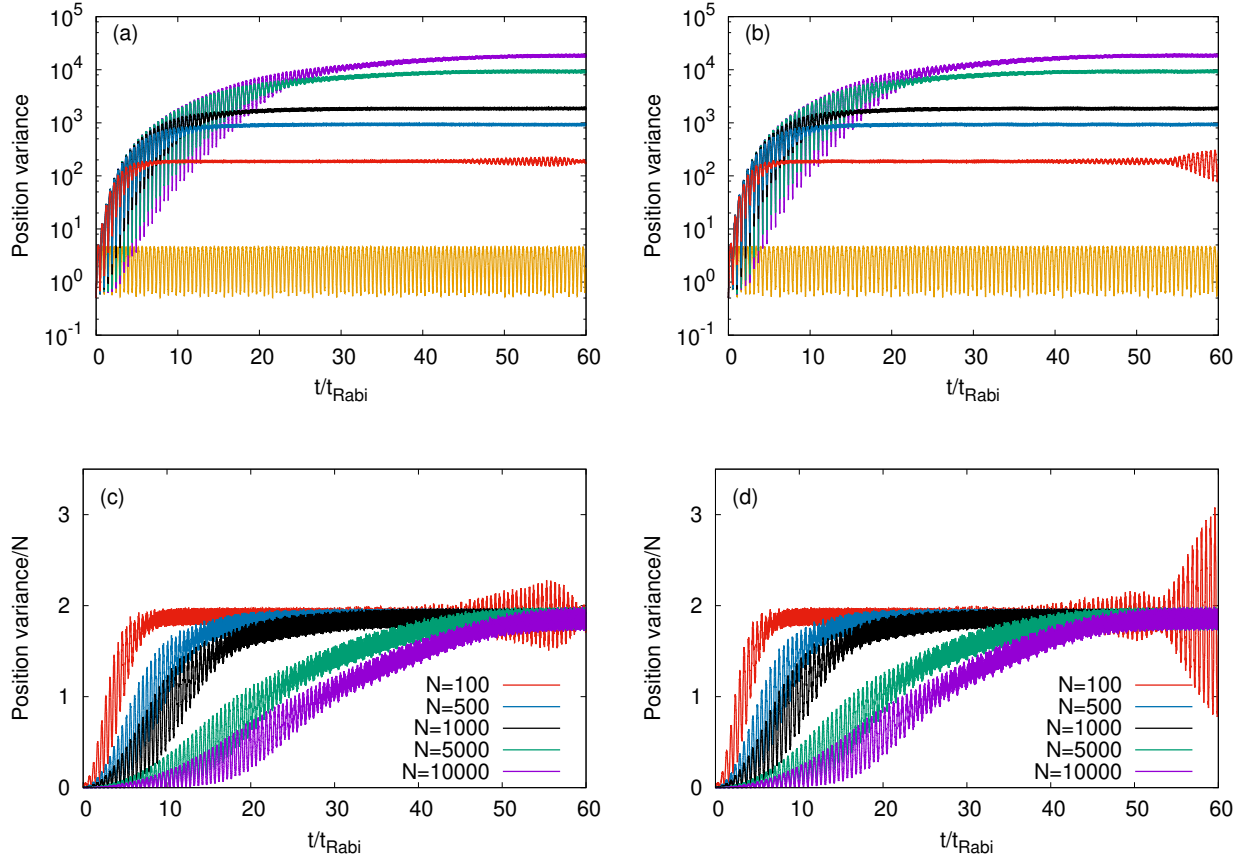 (a)
Position variance
10^5
10^4
10^3
10^2
10^1
10^0
10^-1
0 10 20 30 40 50 60
t/t_Rabi
(b)
Position variance
10^5
10^4
10^3
10^2
10^1
10^0
10^-1
0 10 20 30 40 50 60
t/t_Rabi
(c)
Position variance/N
3
2
1
0
N=100
N=500
N=1000
N=5000
N=10000
0 10 20 30 40 50 60
t/t_Rabi
(d)
Position variance/N
3
2
1
0
N=100
N=500
N=1000
N=5000
N=10000
0 10 20 30 40 50 60
t/t_Rabi